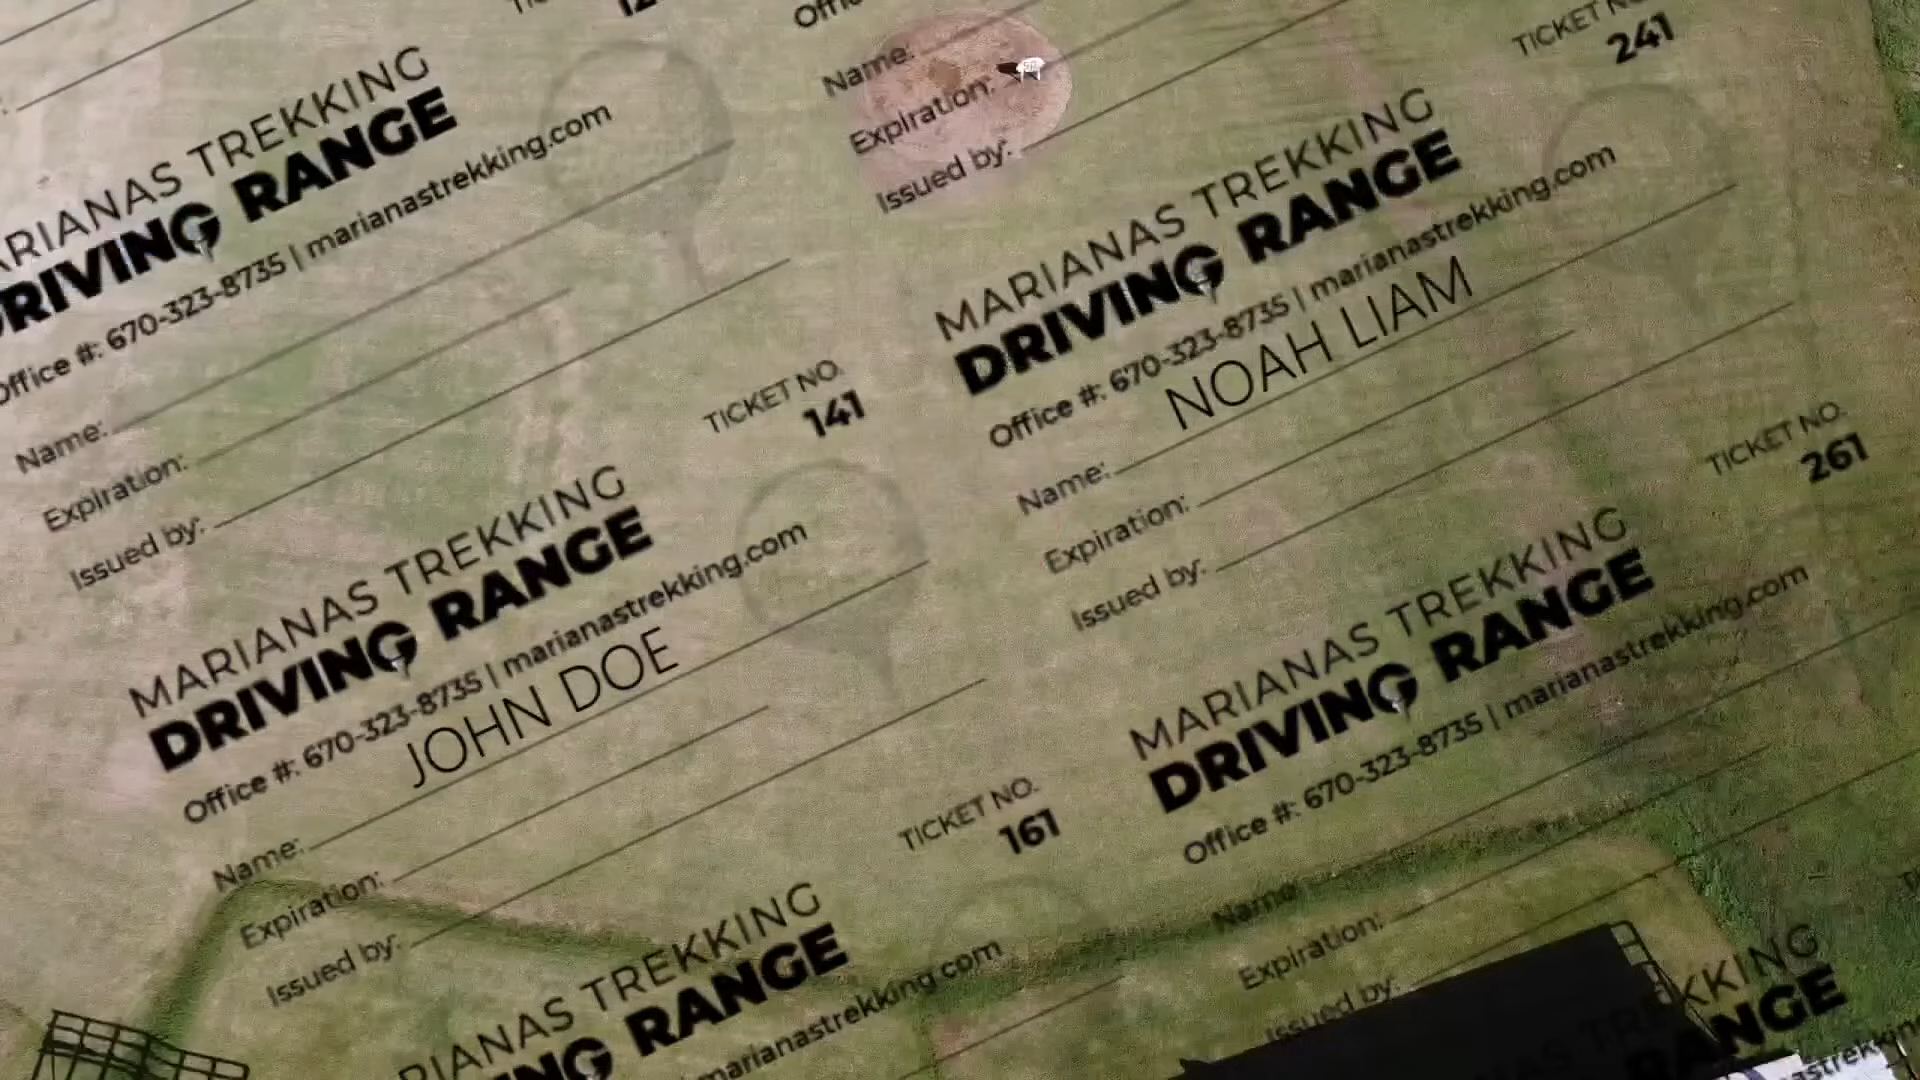 TREKKING
RANGE
Office #: 670-323-8735 | marianastrekking.com
Name:
Expiration:
Issued by:
TICKET NO.
141
MARIANAS TREKKING
DRIVING RANGE
Office #: 670-323-8735 | marianastrekking.com
JOHN DOE
Name:
Expiration:
Issued by:
TICKET NO.
161
TREKKING
RANGE
marianastrekking.com
Name:
50
Expiration:
Issued by:
TICKET
241
MARIANAS TREKKING
DRIVING RANGE
Office #: 670-323-8735 | marianastrekking.com
NOAH LIAM
Name:
Expiration:
Issued by:
TICKET NO.
261
MARIANAS TREKKING
DRIVING RANGE
Office #: 670-323-8735 | marianastrekking.com
Name:
Expiration:
Issued by:
RANGE